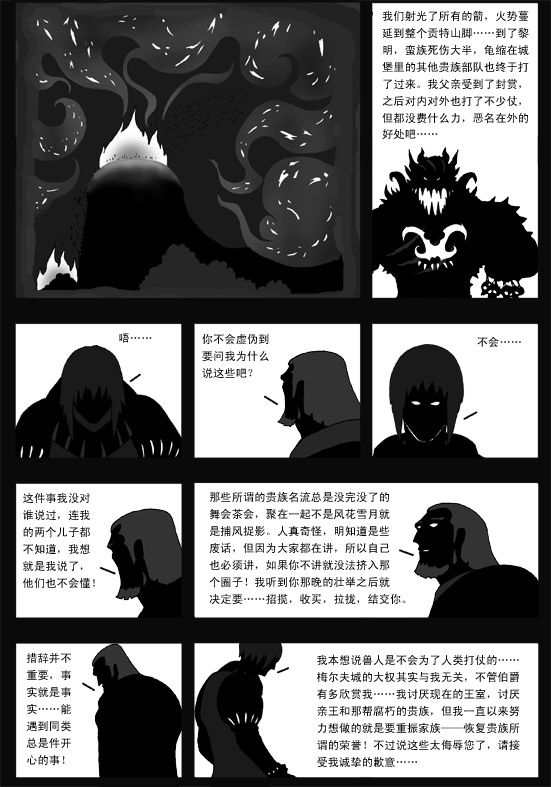 我们射光了所有的箭，火势蔓
延到整个贡特山脚……到了黎
明，蛮族死伤大半，龟缩在城
堡里的其他贵族部队也终于打
了过来。我父亲受到了封赏，
之后对内对外也打了不少仗，
但都没费什么力，恶名在外的
好处吧……
唔……
你不会虚伪到
要问我为什么
说这些吧？
不会……
这件事我没对
谁说过，连我
的两个儿子都
不知道，我想
就是我说了，
他们也不会懂！
那些所谓的贵族名流总是没完没了的
舞会茶会，聚在一起不是风花雪月就
是捕风捉影。人真奇怪，明知道是些
废话，但因为大家都在讲，所以自己
也必须讲，如果你不讲就没法挤入那
个圈子！我听到你那晚的壮举之后就
决定要……招揽，收买，拉拢，结交你。
措辞并不
重要，事
实就是事
实……能
遇到同类
总是件开
心的事！
我本想说兽人是不会为了人类打仗的……
梅尔夫城的大权其实与我无关，不管伯爵
有多欣赏我……我讨厌现在的王室，讨厌
亲王和那帮腐朽的贵族，但我一直以来努
力想做的就是要重振家族——恢复贵族所
谓的荣誉！不过说这些太侮辱您了，请接
受我诚挚的歉意……